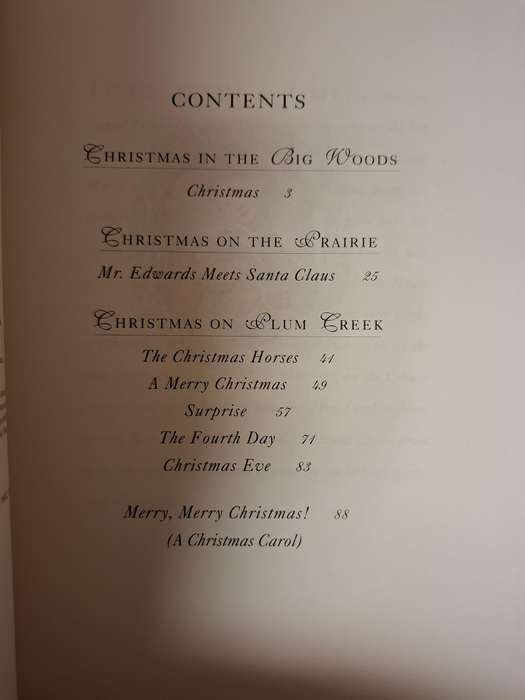 CONTENTS
CHRISTMAS IN THE BIG WOODS
Christmas 3
CHRISTMAS ON THE PRAIRIE
Mr. Edwards Meets Santa Claus 25
CHRISTMAS ON PLUM CREEK
The Christmas Horses 41
A Merry Christmas 49
Surprise 57
The Fourth Day 71
Christmas Eve 83
Merry, Merry Christmas! 88
(A Christmas Carol)